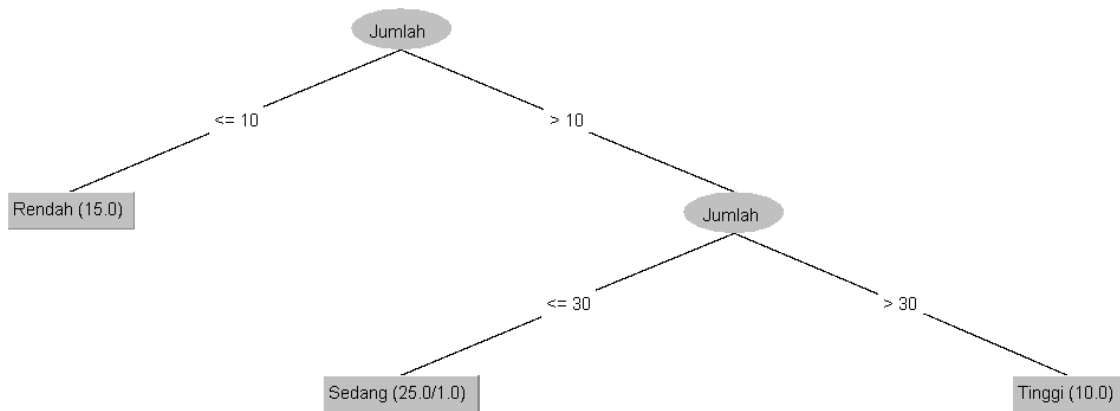 Jumlah
<= 10
> 10
Rendah (15.0)
Jumlah
<= 30
> 30
Sedang (25.0/1.0)
Tinggi (10.0)